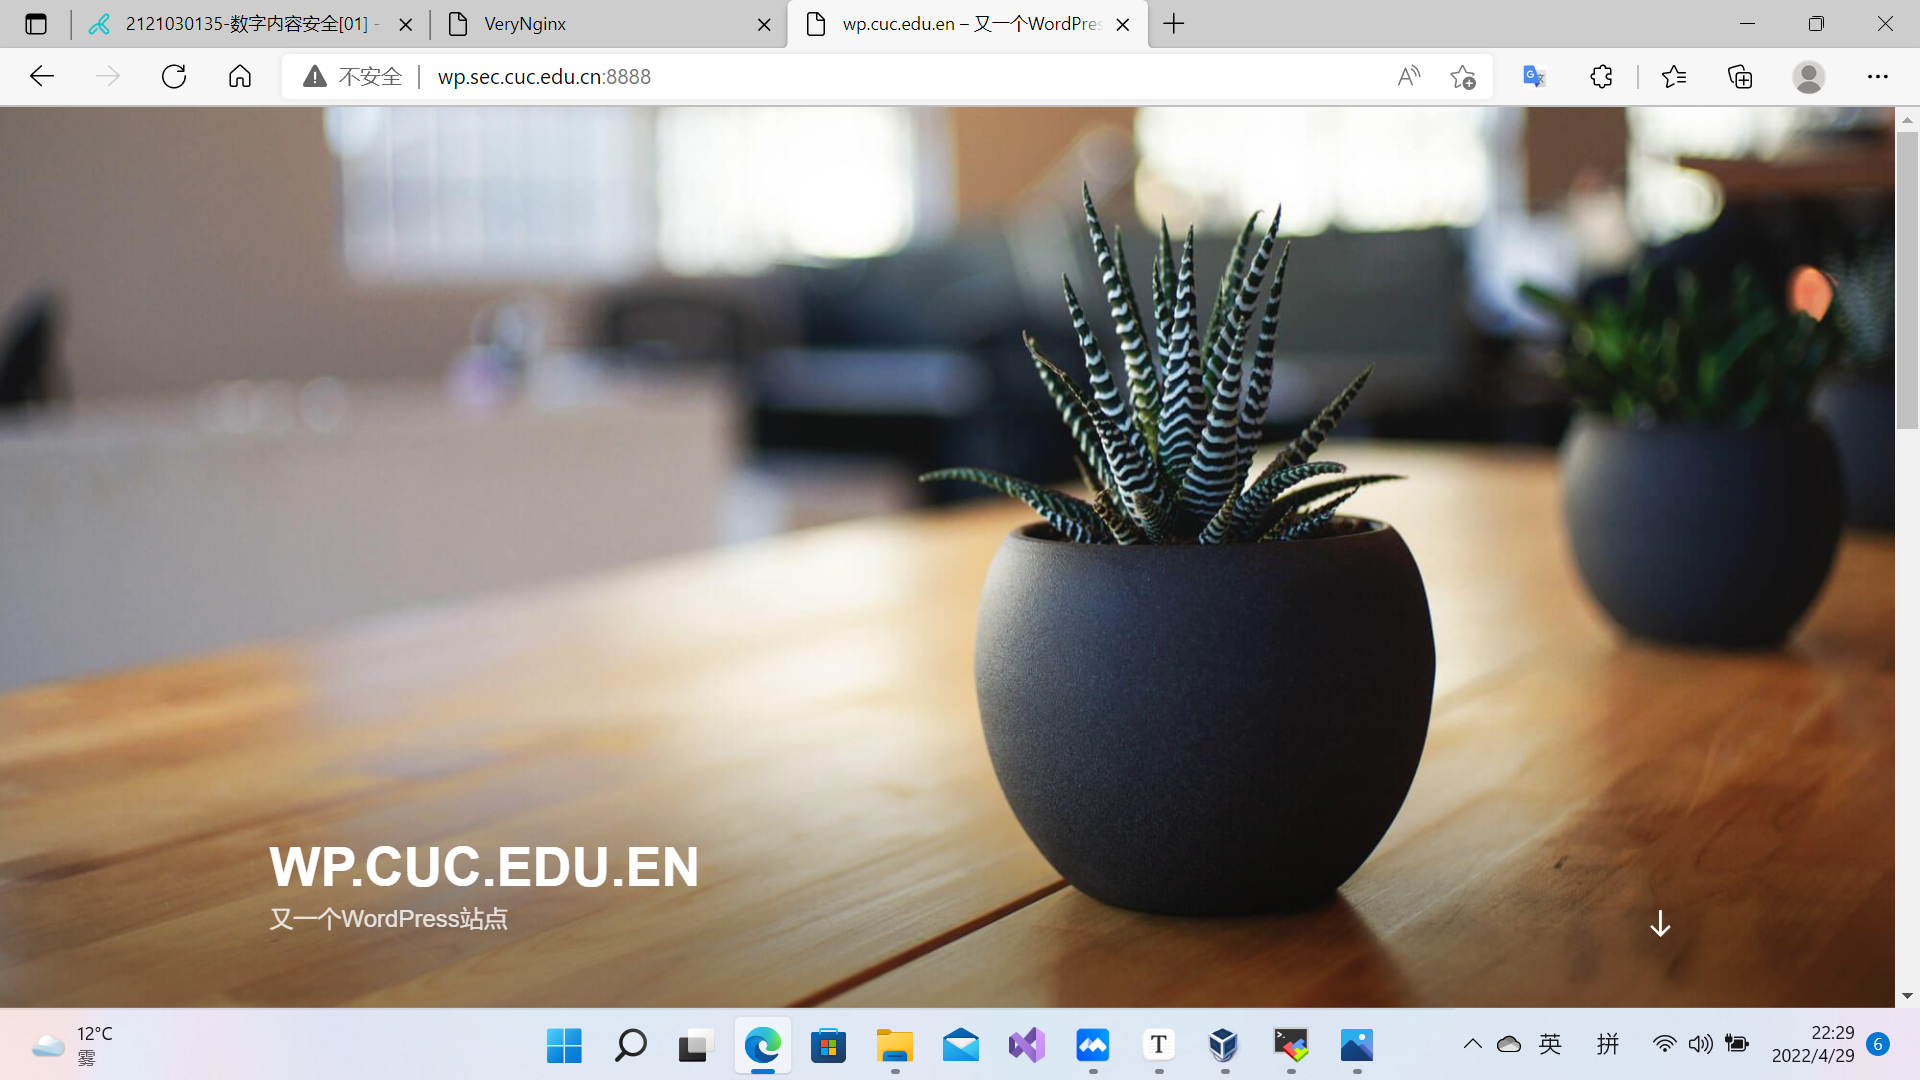 2121030135-数字内容安全[01] -
VeryNginx
wp.cuc.edu.en – 又一个WordPres
不安全
wp.sec.cuc.edu.cn:8888
WP.CUC.EDU.EN
又一个WordPress站点
12°C
雾
英
拼
22:29
2022/4/29
6